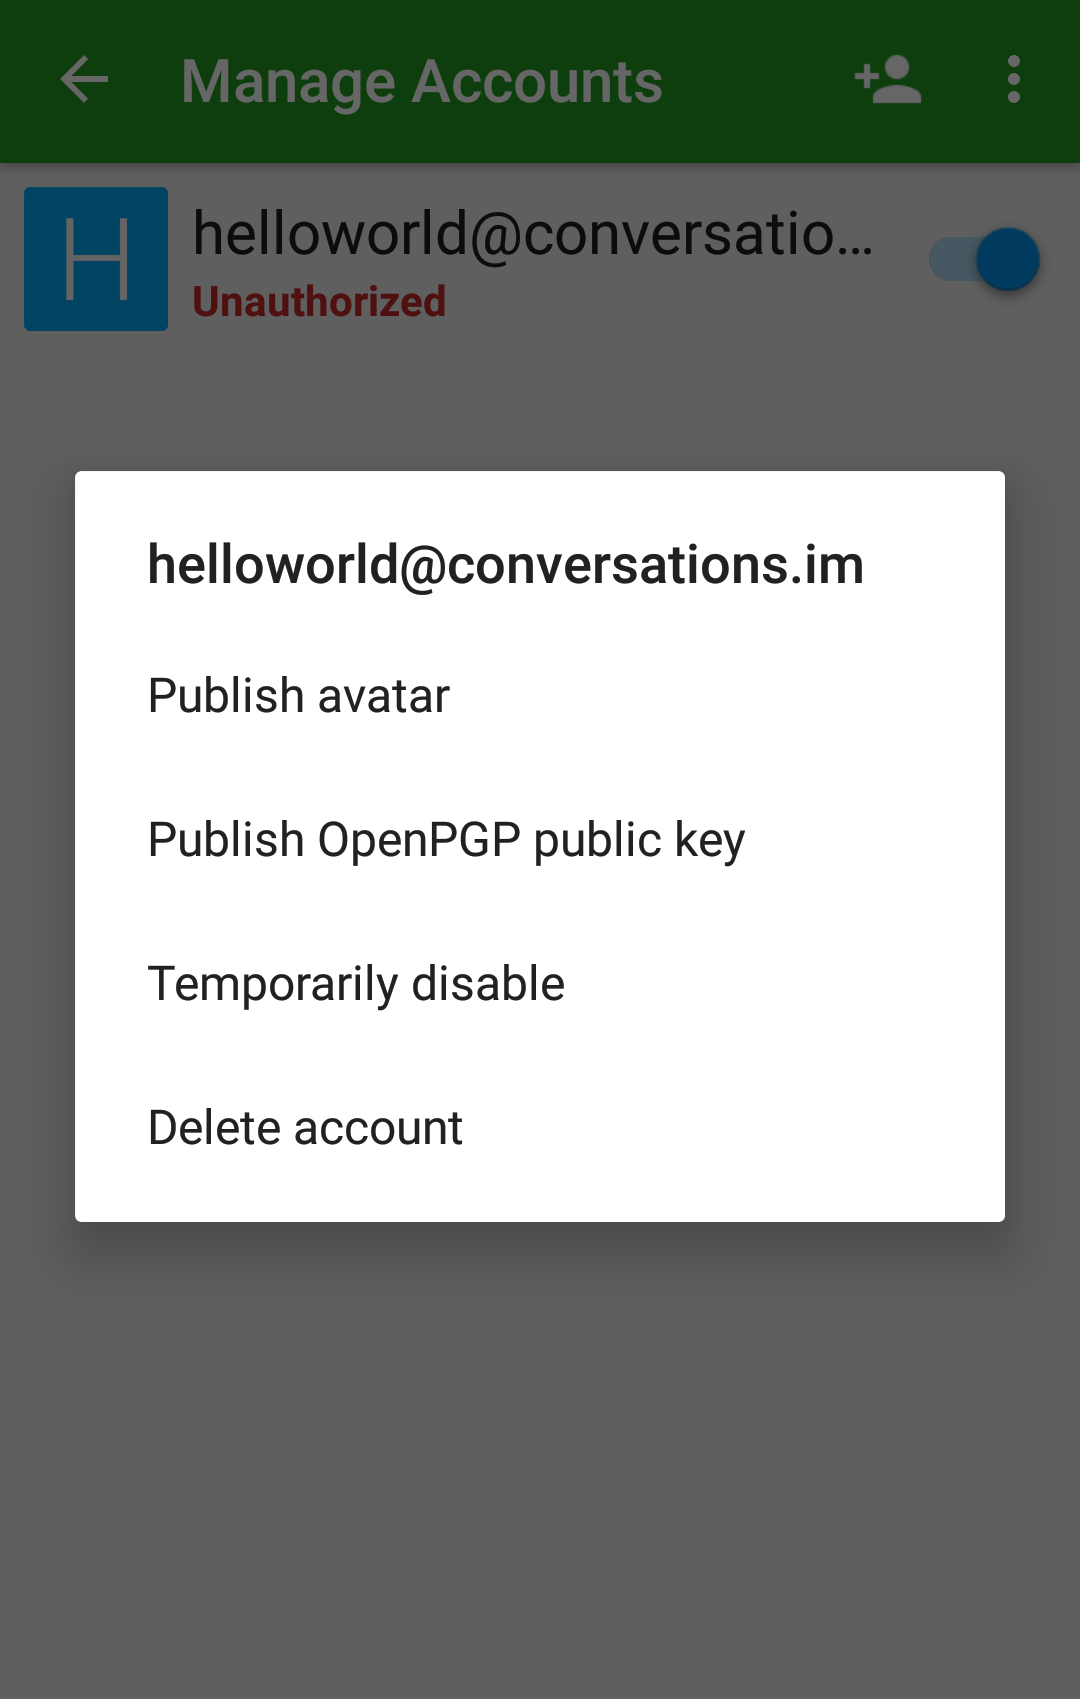 Manage Accounts
H
helloworld@conversatio...
Unauthorized
helloworld@conversations.im
Publish avatar
Publish OpenPGP public key
Temporarily disable
Delete account